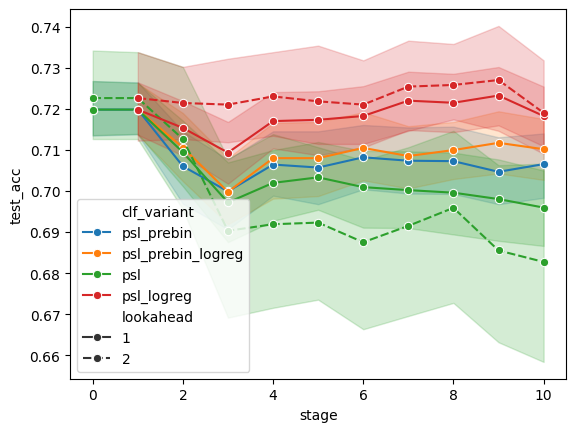 0.74
0.73
0.72
0.71
0.70
0.69
0.68
0.67
0.66
test_acc
clf_variant
psl_prebin
psl_prebin_logreg
psl
psl_logreg
lookahead
1
2
0 2 4 6 8 10
stage